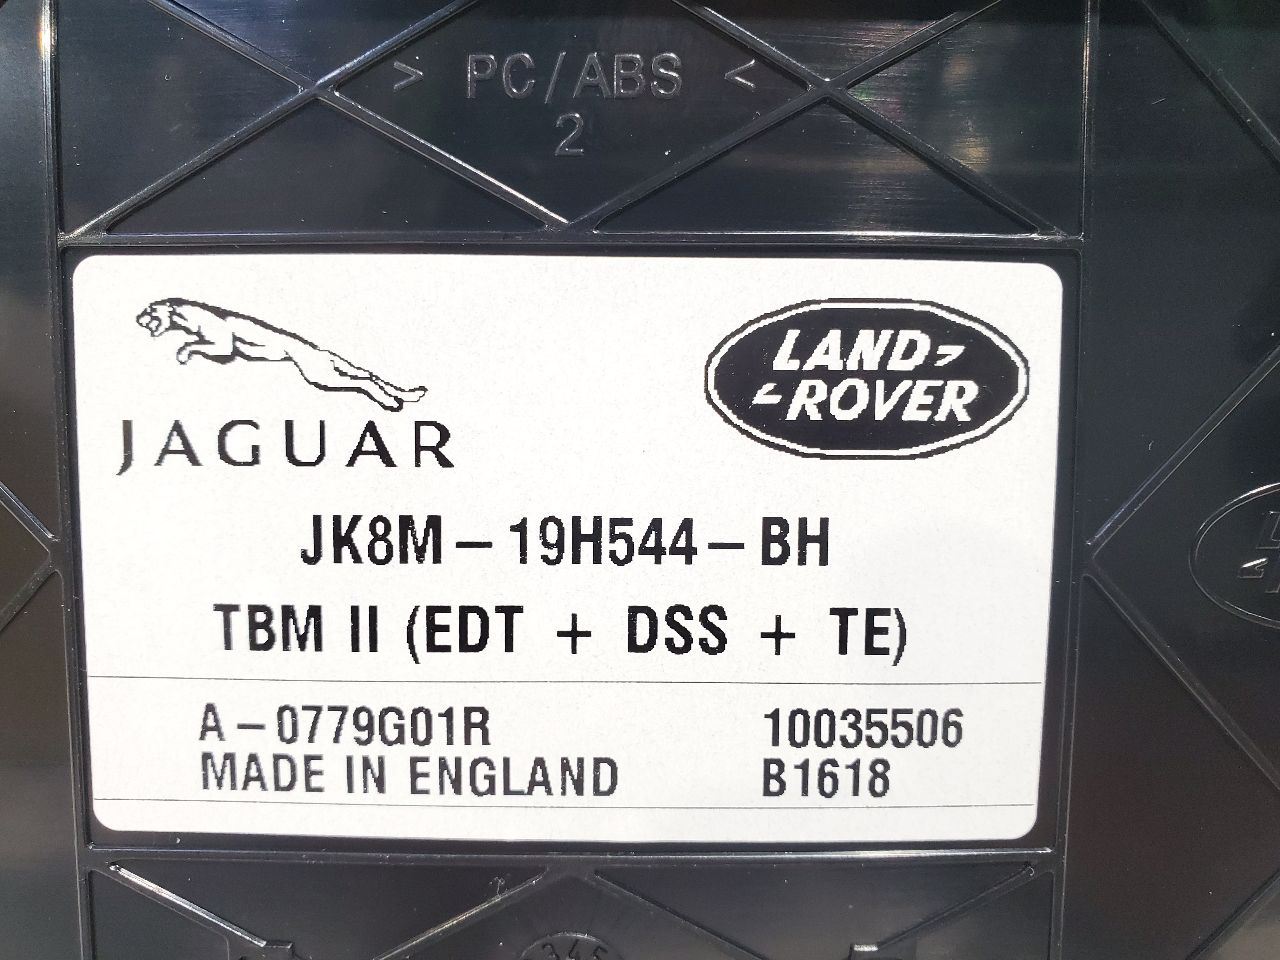 > PC/ABS <
2
JAGUAR
LAND
ROVER
JK8M-19H544-BH
TBM II (EDT + DSS + TE)
A-0779G01R 10035506
MADE IN ENGLAND B1618